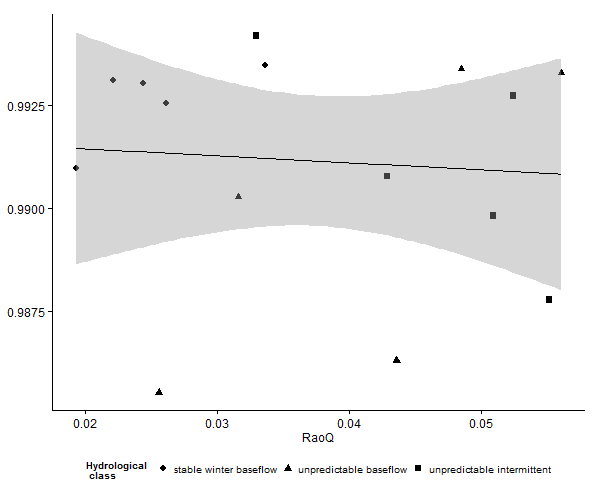 0.9925
0.9900
0.9875
0.02 0.03 0.04 0.05
RaoQ
Hydrological
class
stable winter baseflow unpredictable baseflow unpredictable intermittent